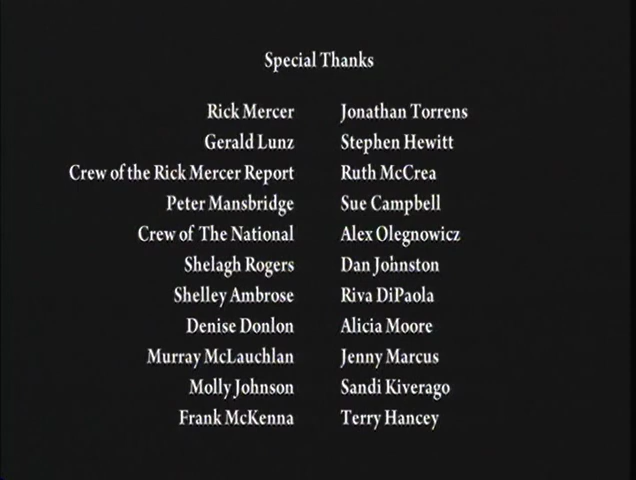 Special Thanks
Rick Mercer Jonathan Torrens
Gerald Lunz Stephen Hewitt
Crew of the Rick Mercer Report Ruth McCrea
Peter Mansbridge Sue Campbell
Crew of The National Alex Olegnowicz
Shelagh Rogers Dan Johnston
Shelley Ambrose Riva DiPaola
Denise Donlon Alicia Moore
Murray McLauchlan Jenny Marcus
Molly Johnson Sandi Kiverago
Frank McKenna Terry Hancey